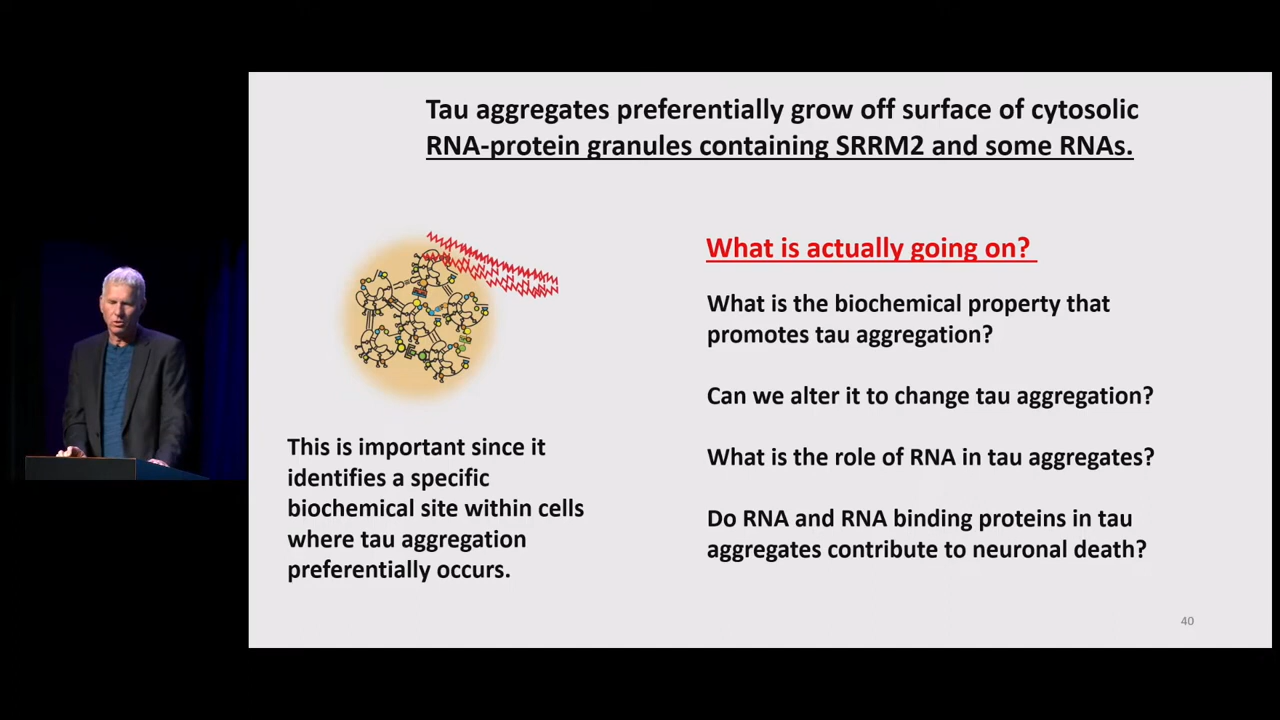 Tau aggregates preferentially grow off surface of cytosolic
RNA-protein granules containing SRRM2 and some RNAs.
This is important since it
identifies a specific
biochemical site within cells
where tau aggregation
preferentially occurs.
What is actually going on?
What is the biochemical property that
promotes tau aggregation?
Can we alter it to change tau aggregation?
What is the role of RNA in tau aggregates?
Do RNA and RNA binding proteins in tau
aggregates contribute to neuronal death?
40